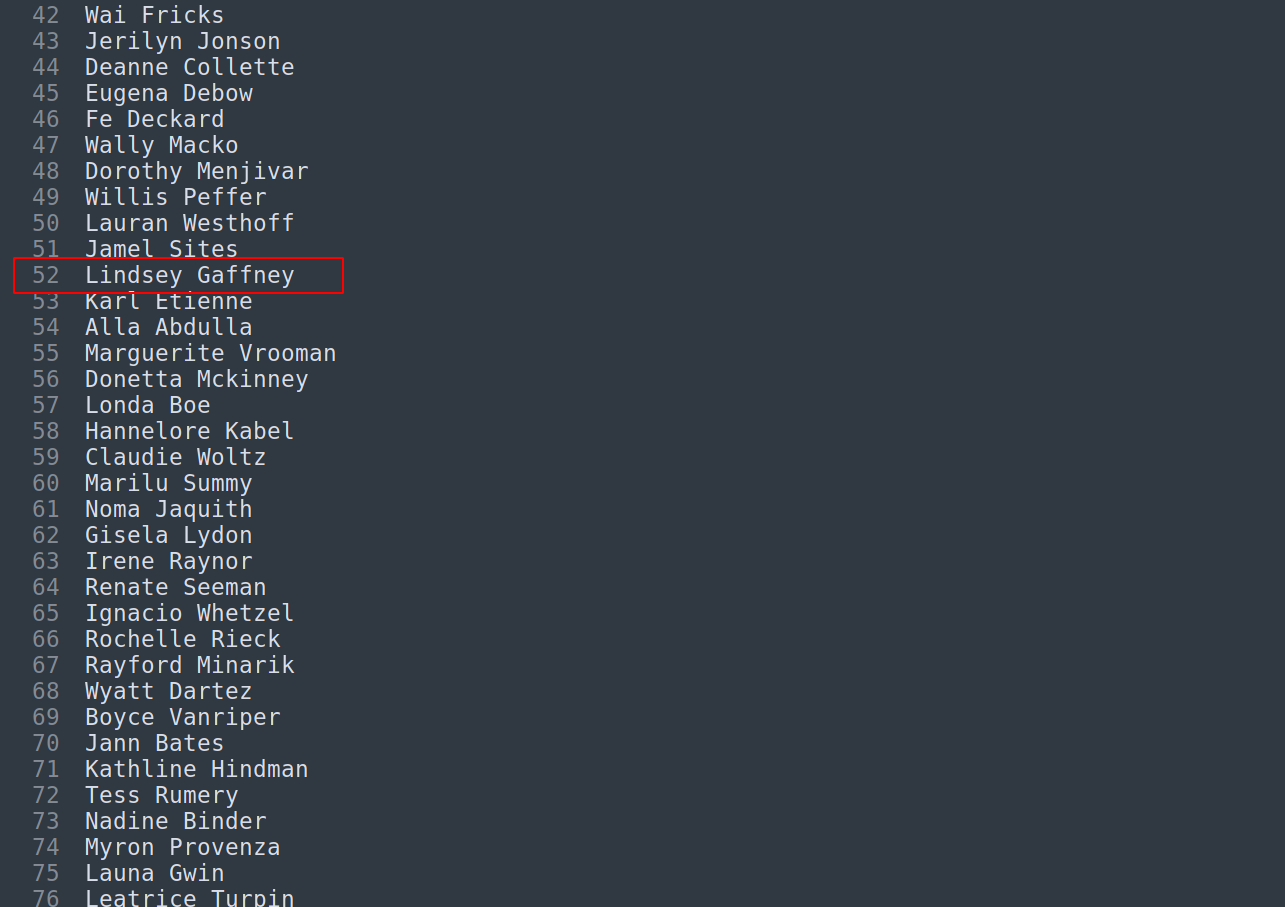 42 Wai Fricks
43 Jerilyn Jonson
44 Deanne Collette
45 Eugena Debow
46 Fe Deckard
47 Wally Macko
48 Dorothy Menjivar
49 Willis Peffer
50 Lauran Westhoff
51 Jamel Sites
52 Lindsey Gaffney
53 Karl Etienne
54 Alla Abdulla
55 Marguerite Vrooman
56 Donetta Mckinney
57 Londa Boe
58 Hannelore Kabel
59 Claudie Woltz
60 Marilu Summy
61 Noma Jaquith
62 Gisela Lydon
63 Irene Raynor
64 Renate Seeman
65 Ignacio Whetzel
66 Rochelle Rieck
67 Rayford Minarik
68 Wyatt Dartez
69 Boyce Vanriper
70 Jann Bates
71 Kathline Hindman
72 Tess Rumery
73 Nadine Binder
74 Myron Provenza
75 Launa Gwin
76 Leatrice Turpin